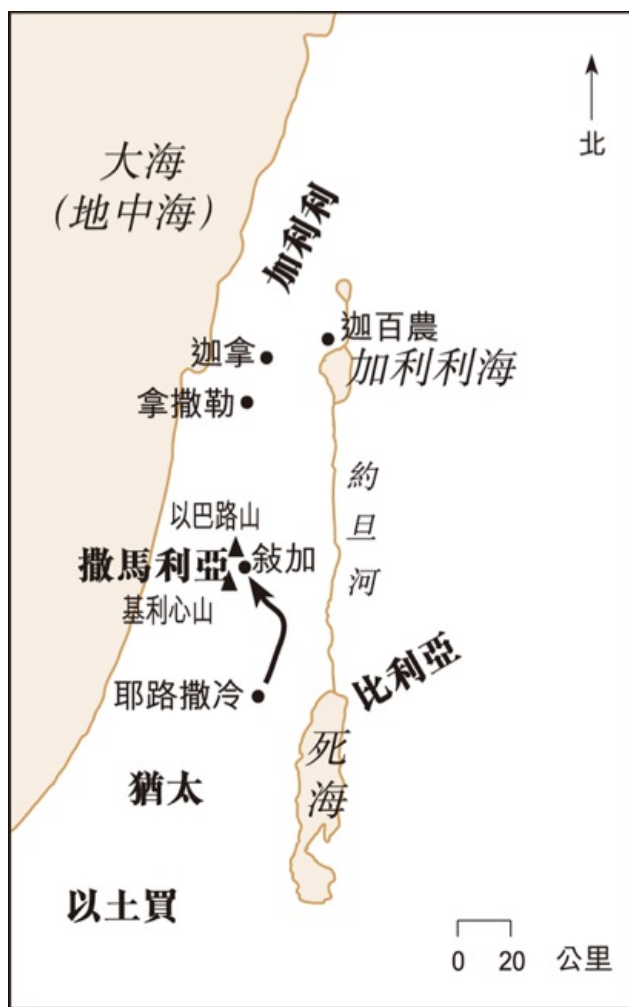 大海
(地中海)
北
加利利
迦百農
迦拿
加利利海
拿撒勒
約旦河
以巴路山
撒馬利亞
敍加
基利心山
比利亞
耶路撒冷
死海
猶太
以土買
0 20 公里